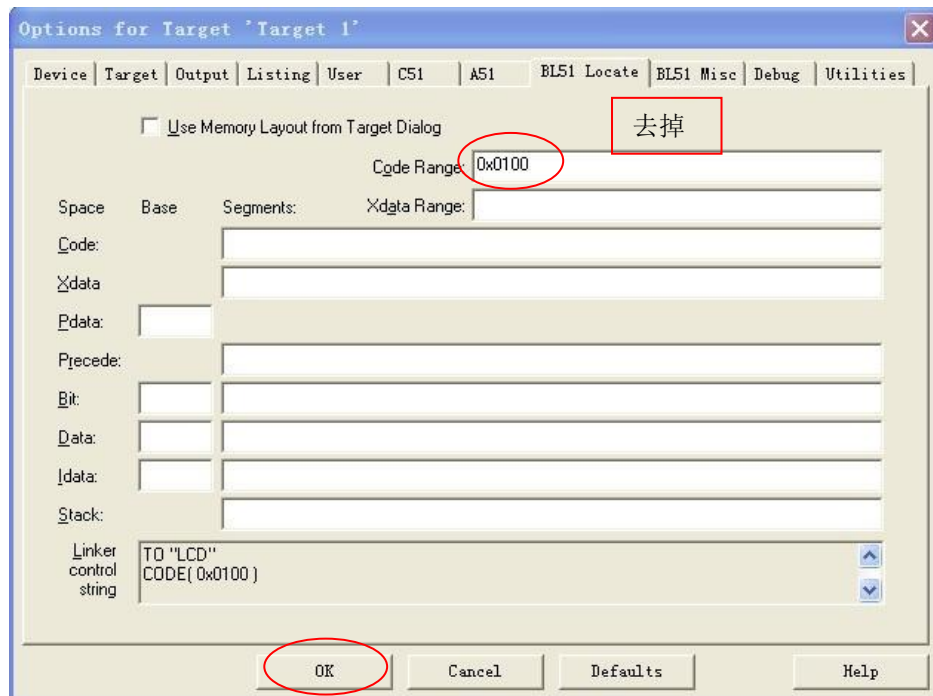 Options for Target 'Target 1'
Device Target Output Listing User C51 A51 BL51 Locate BL51 Misc Debug Utilities
Use Memory Layout from Target Dialog
去掉
Code Range: 0x0100
Space Base Segments: Xdata Range:
Code:
Xdata
Pdata:
Precede:
Bit:
Data:
Idata:
Stack:
Linker control string
TO "LCD"
CODE( 0x0100 )
OK Cancel Defaults Help